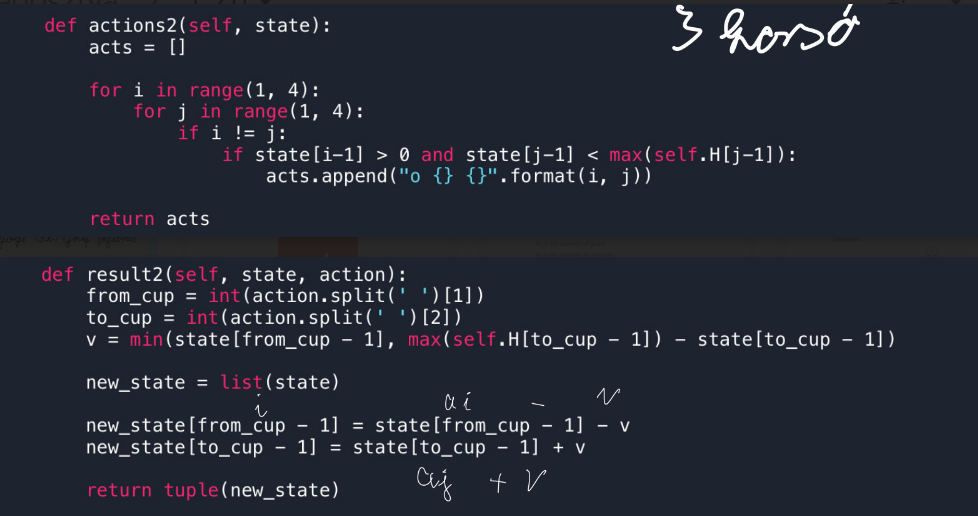 def actions2(self, state):
3 korsó
acts = []
for i in range(1, 4):
for j in range(1, 4):
if i != j:
if state[i-1] > 0 and state[j-1] < max(self.H[j-1]):
acts.append("o {} {}".format(i, j))
return acts
def result2(self, state, action):
from_cup = int(action.split(' ')[1])
to_cup = int(action.split(' ')[2])
v = min(state[from_cup - 1], max(self.H[to_cup - 1]) - state[to_cup - 1])
new_state = list(state)
i ai - v
new_state[from_cup - 1] = state[from_cup - 1] - v
new_state[to_cup - 1] = state[to_cup - 1] + v
aj + v
return tuple(new_state)